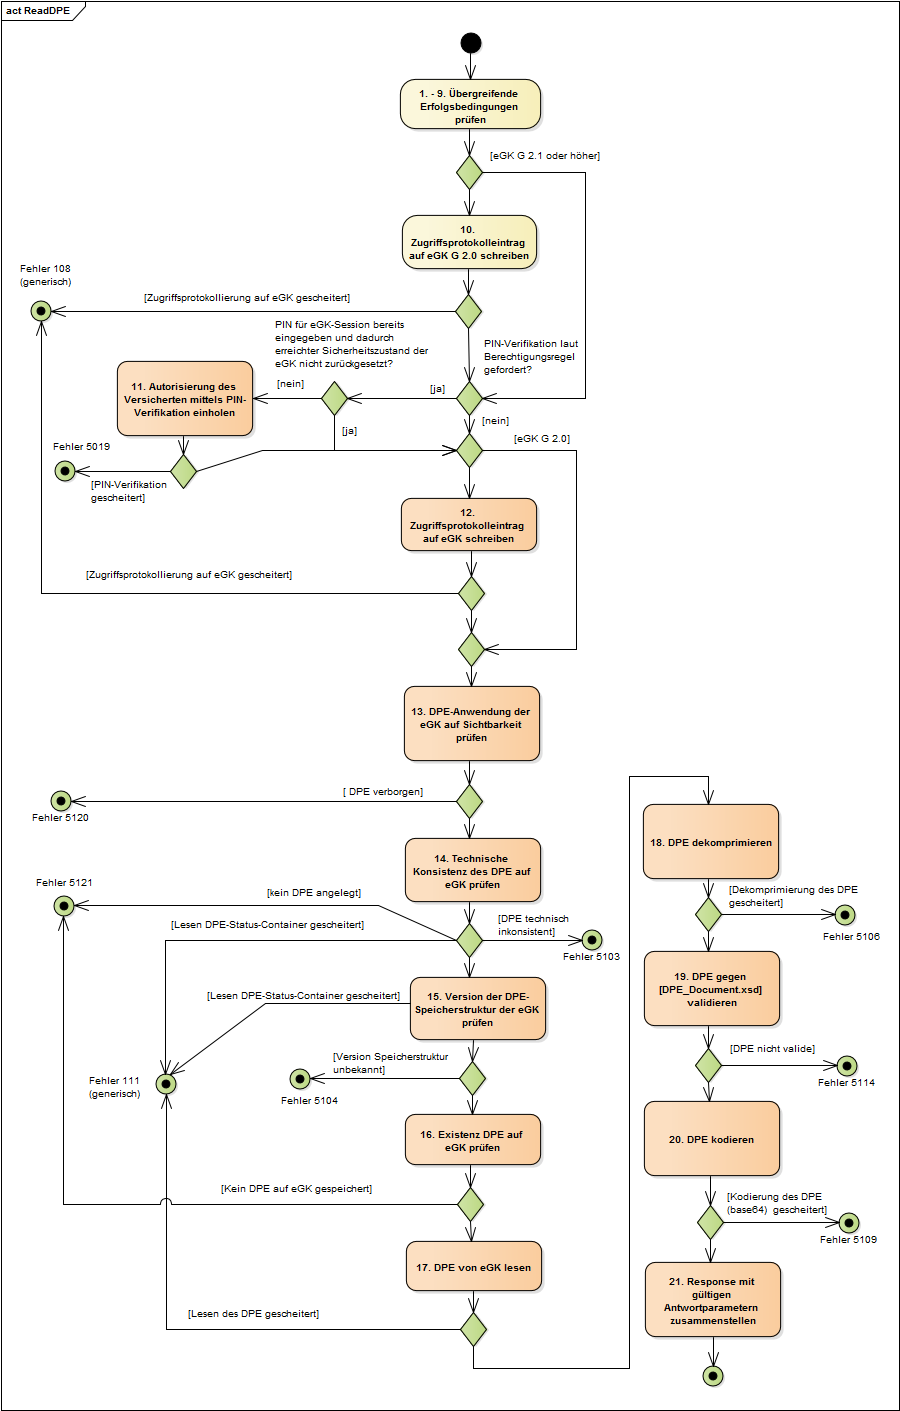 act ReadDPE
1. - 9. Übergreifende
Erfolgsbedingungen
prüfen
[eGK G 2.1 oder höher]
10.
Zugriffsprotokolleintrag
auf eGK G 2.0 schreiben
Fehler 108
(generisch)
[Zugriffsprotokollierung auf eGK gescheitert]
PIN für eGK-Session bereits
eingegeben und dadurch
erreichter Sicherheitszustand der
eGK nicht zurückgesetzt?
PIN-Verifikation laut
Berechtigungsregel
gefordert?
[nein]
[ja]
11. Autorisierung des
Versicherten mittels PIN-
Verifikation einholen
[nein]
[ja]
[eGK G 2.0]
Fehler 5019
[PIN-Verifikation
gescheitert]
12.
Zugriffsprotokolleintrag
auf eGK schreiben
[Zugriffsprotokollierung auf eGK gescheitert]
13. DPE-Anwendung der
eGK auf Sichtbarkeit
prüfen
[ DPE verborgen]
Fehler 5120
14. Technische
Konsistenz des DPE auf
eGK prüfen
Fehler 5121
[kein DPE angelegt]
[Lesen DPE-Status-Container gescheitert]
[DPE technisch
inkonsistent]
Fehler 5103
15. Version der DPE-
Speicherstruktur der eGK
prüfen
[Lesen DPE-Status-Container gescheitert]
[Version Speicherstruktur
unbekannt]
Fehler 111
(generisch)
Fehler 5104
16. Existenz DPE auf
eGK prüfen
[Kein DPE auf eGK gespeichert]
17. DPE von eGK lesen
[Lesen des DPE gescheitert]
18. DPE dekomprimieren
[Dekomprimierung des DPE
gescheitert]
Fehler 5106
19. DPE gegen
[DPE_Document.xsd]
validieren
[DPE nicht valide]
Fehler 5114
20. DPE kodieren
[Kodierung des DPE
(base64)  gescheitert]
Fehler 5109
21. Response mit
gültigen
Antwortparametern
zusammenstellen